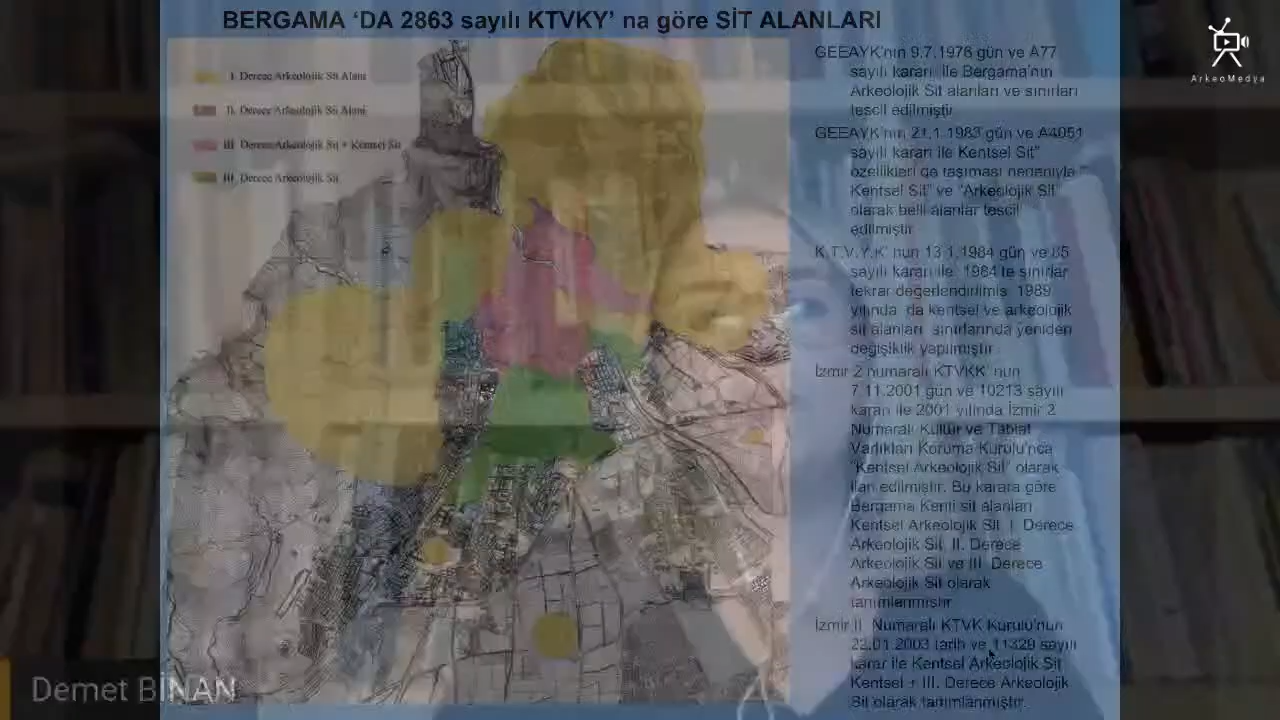 BERGAMA ‘DA 2863 sayılı KTVKY’ na göre SİT ALANLARI
ArkeoMedya
I. Derece Arkeolojik Sit Alanı
II. Derece Arkeolojik Sit Alanı
III. Derece Arkeolojik Sit + Kentsel Sit
III. Derece Arkeolojik Sit
GEEAYK'nın 9.7.1976 gün ve A77
sayılı kararı ile Bergama'nın
Arkeolojik Sit alanları ve sınırları
tescil edilmiştir
GEEAYK'nın 21.1.1983 gün ve A4051
sayılı kararı ile Kentsel Sit”
özellikleri da taşıması nedeniyle “
Kentsel Sit” ve “Arkeolojik Sit”
olarak belli alanlar tescil
edilmiştir.
K.T.V.Y.K' nun 13.1.1984 gün ve 85
sayılı kararı ile 1984'te sınırlar
tekrar değerlendirilmiş 1989
yılında da kentsel ve arkeolojik
sit alanları sınırlarında yeniden
değişiklik yapılmıştır
İzmir 2 numaralı KTVKK' nun
7.11.2001 gün ve 10213 sayılı
kararı ile 2001 yılında İzmir 2
Numaralı Kültür ve Tabiat
Varlıkları Koruma Kurulu'nca
“Kentsel Arkeolojik Sit” olarak
ilan edilmiştir. Bu karara göre
Bergama Kenti sit alanları
Kentsel Arkeolojik Sit, I. Derece
Arkeolojik Sit, II. Derece
Arkeolojik Sit ve III. Derece
Arkeolojik Sit olarak
tanımlanmıştır
İzmir II. Numaralı KTVK Kurulu'nun
22.01.2003 tarih ve 11329 sayılı
karar ile Kentsel Arkeolojik Sit
Kentsel + III. Derece Arkeolojik
Sit olarak tanımlanmıştır.
Demet BİNAN